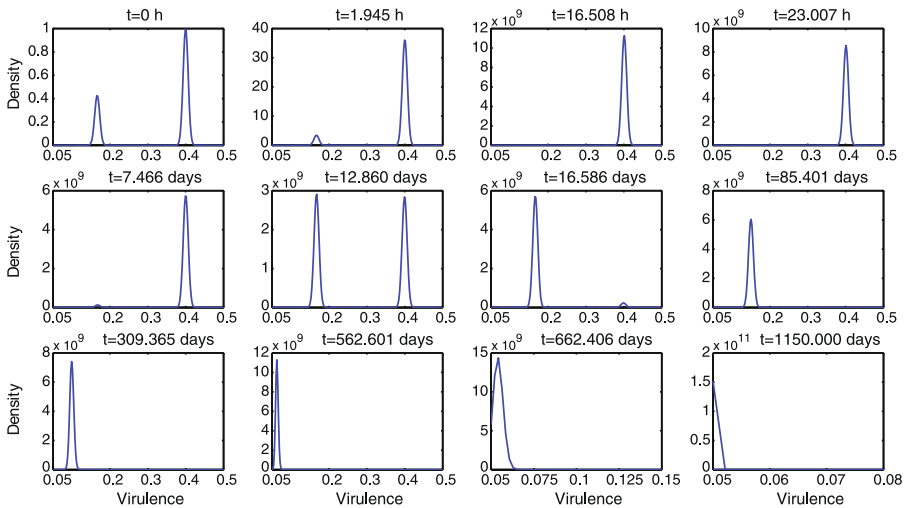 t=0 h
t=1.945 h
t=16.508 h
t=23.007 h
Density
1
0.8
0.6
0.4
0.2
0
0.05 0.2 0.3 0.4 0.5
40
30
20
10
0
0.05 0.2 0.3 0.4 0.5
x 10^9
12
10
8
6
4
2
0
0.05 0.2 0.3 0.4 0.5
x 10^9
10
8
6
4
2
0
0.05 0.2 0.3 0.4 0.5
t=7.466 days
t=12.860 days
t=16.586 days
t=85.401 days
Density
x 10^9
6
4
2
0
0.05 0.2 0.3 0.4 0.5
x 10^9
3
2
1
0
0.05 0.2 0.3 0.4 0.5
x 10^9
6
4
2
0
0.05 0.2 0.3 0.4 0.5
x 10^9
8
6
4
2
0
0.05 0.2 0.3 0.4 0.5
t=309.365 days
t=562.601 days
t=662.406 days
t=1150.000 days
Density
x 10^9
8
6
4
2
0
0.05 0.2 0.3 0.4 0.5
Virulence
x 10^9
12
10
8
6
4
2
0
0.05 0.2 0.3 0.4 0.5
Virulence
x 10^9
15
10
5
0
0.05 0.075 0.1 0.125 0.15
Virulence
x 10^11
2
1.5
1
0.5
0
0.05 0.06 0.07 0.08
Virulence